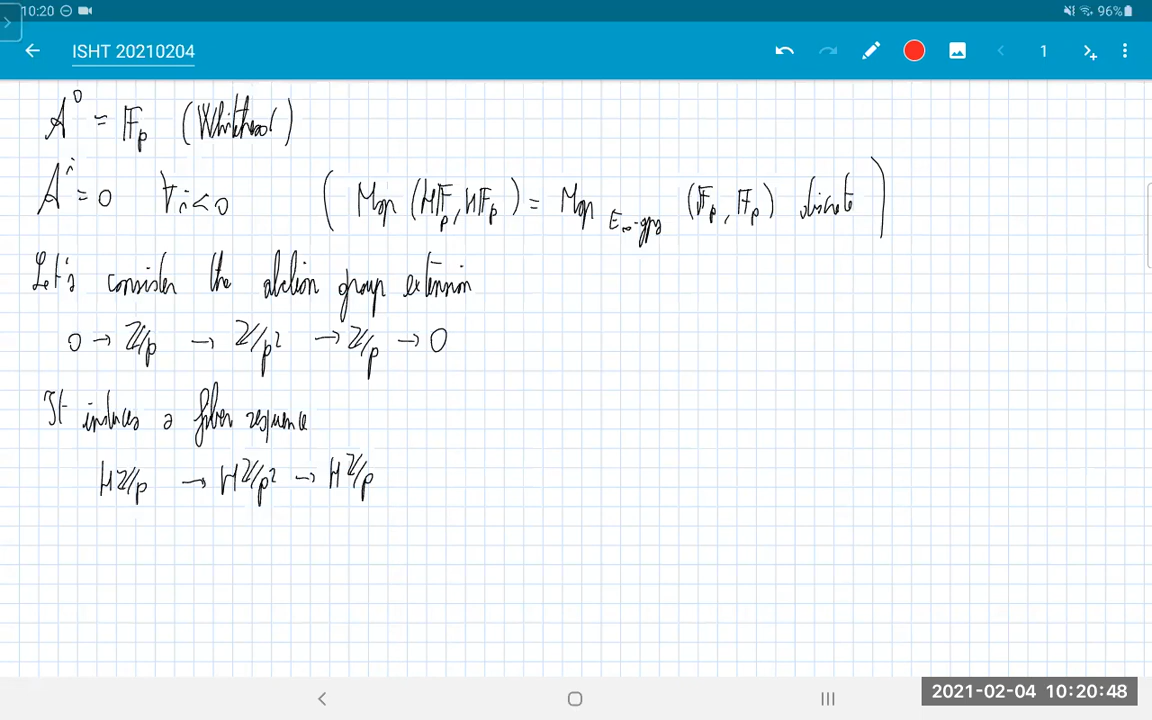 10:20 96%
ISHT 20210204 1
A^0 = F_p (Whitehead)
A^i = 0 ∀i<0 ( Map (HF_p, HF_p) = Map_{E_∞-gps} (F_p, F_p) discrete )
Let's consider the abelian group extension
0 → Z/p → Z/p² → Z/p → 0
It induces a fiber sequence
HZ/p → HZ/p² → HZ/p
2021-02-04 10:20:48